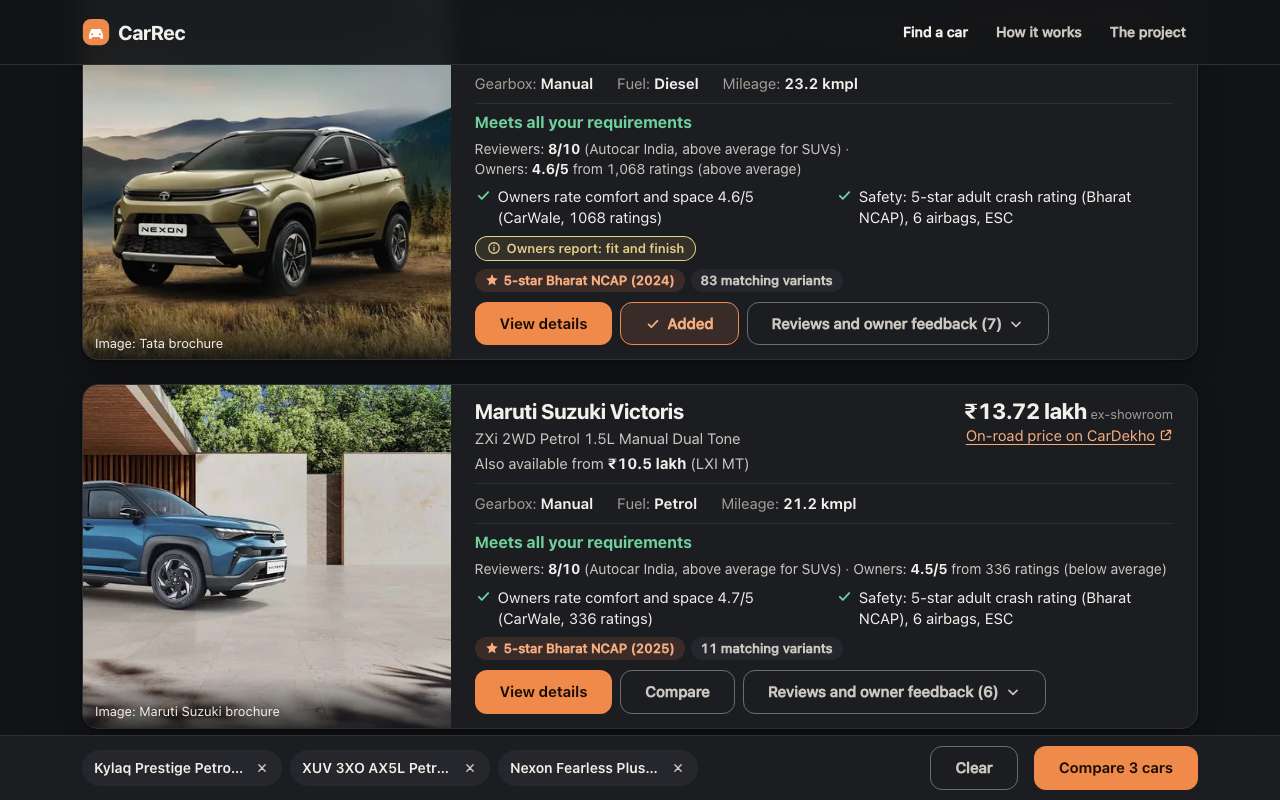 CarRec
Find a car
How it works
The project
Gearbox: Manual
Fuel: Diesel
Mileage: 23.2 kmpl
Meets all your requirements
Reviewers: 8/10 (Autocar India, above average for SUVs) ·
Owners: 4.6/5 from 1,068 ratings (above average)
Owners rate comfort and space 4.6/5
(CarWale, 1068 ratings)
Safety: 5-star adult crash rating (Bharat
NCAP), 6 airbags, ESC
Owners report: fit and finish
5-star Bharat NCAP (2024)
83 matching variants
View details
Added
Reviews and owner feedback (7)
NEXON
Image: Tata brochure
Maruti Suzuki Victoris
₹13.72 lakh ex-showroom
ZXi 2WD Petrol 1.5L Manual Dual Tone
On-road price on CarDekho
Also available from ₹10.5 lakh (LXI MT)
Gearbox: Manual
Fuel: Petrol
Mileage: 21.2 kmpl
Meets all your requirements
Reviewers: 8/10 (Autocar India, above average for SUVs) · Owners: 4.5/5 from 336 ratings (below average)
Owners rate comfort and space 4.7/5
(CarWale, 336 ratings)
Safety: 5-star adult crash rating (Bharat
NCAP), 6 airbags, ESC
5-star Bharat NCAP (2025)
11 matching variants
View details
Compare
Reviews and owner feedback (6)
Image: Maruti Suzuki brochure
Kylaq Prestige Petro...
XUV 3XO AX5L Petr...
Nexon Fearless Plus...
Clear
Compare 3 cars